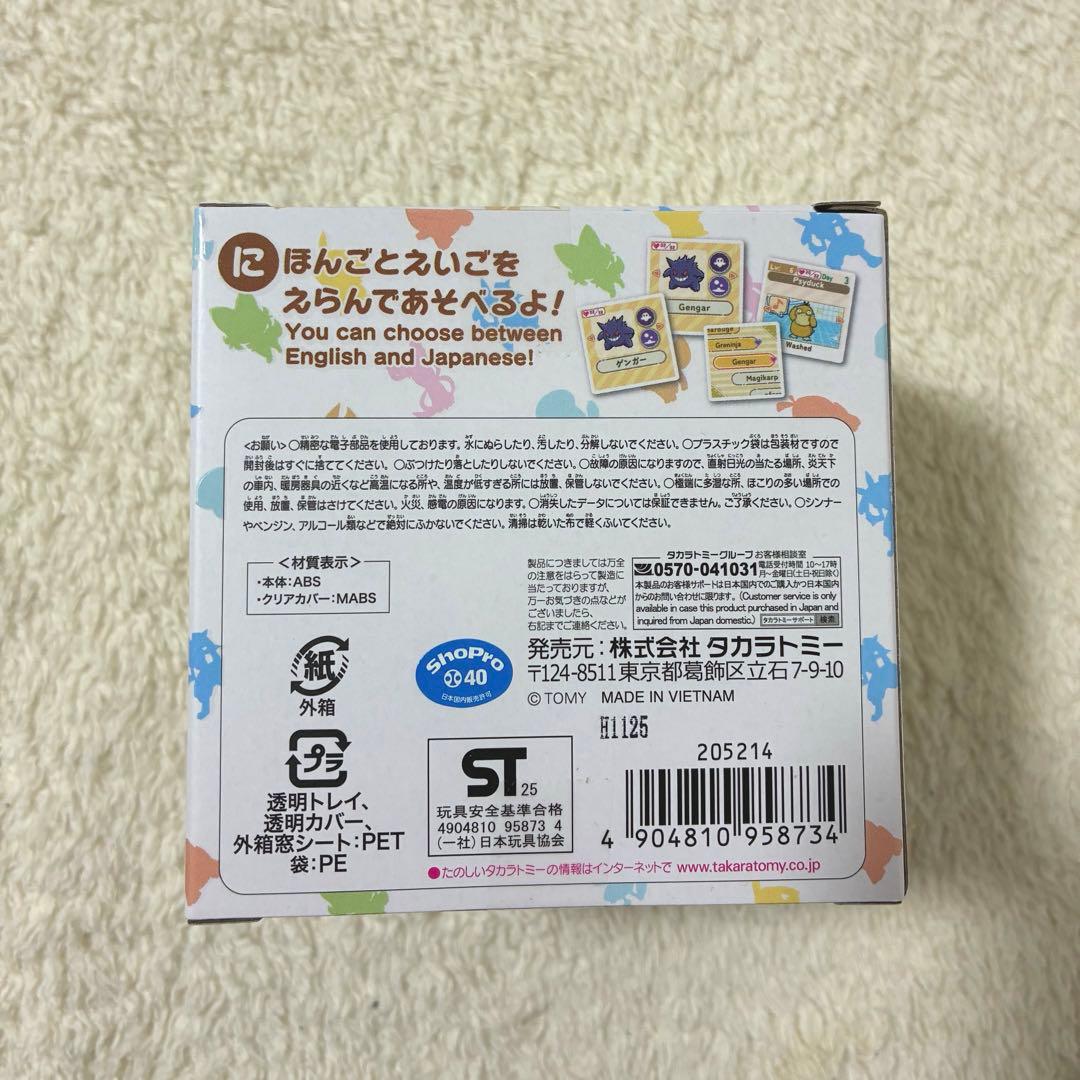 にほんごとえいごを
えらんであそべるよ!
You can choose between
English and Japanese!
Gengar
ゲンガー
Lv. 6
Day 3
Psyduck
Washed
Greninja
Gengar
Magikarp
<お願い> ○精密な電子部品を使用しております。水にぬらしたり、汚したり、分解しないでください。○プラスチック袋は包装材ですので
開封後はすぐに捨ててください。○ぶつけたり落としたりしないでください。○故障の原因になりますので、直射日光の当たる場所、炎天下
の車内、暖房器具の近くなど高温になる所や、温度が低すぎる所には放置、保管しないでください。○極端に多湿な所、ほこりの多い場所での
使用、放置、保管はさけてください。火災、感電の原因になります。○消失したデータについては保証できません。ご了承ください。○シンナー
やベンジン、アルコール類などで絶対にふかないでください。清掃は乾いた布で軽くふいてください。
<材質表示>
・本体:ABS
・クリアカバー:MABS
製品につきましては万全
の注意をはらって製造に
当たっておりますが、
万一お気づきの点などが
ございましたら、
右記までご連絡ください。
タカラトミーグループ お客様相談室
0570-041031 電話受付時間 10〜17時
月〜金曜日(土・日・祝日除く)
本製品のお客様サポートは日本国内でのご購入かつ日本国内
からのお問い合わせに限ります。(Customer service is only
available in case this product purchased in Japan and
inquired from Japan domestic.) タカラトミーサポート 検索
紙
外箱
ShoPro
40
日本国内販売許可
発売元:株式会社 タカラトミー
〒124-8511 東京都葛飾区立石 7-9-10
© TOMY MADE IN VIETNAM
H1125
プラ
透明トレイ、
透明カバー、
外箱窓シート:PET
袋:PE
ST 25
玩具安全基準合格
4904810 95873 4
(一社)日本玩具協会
205214
4 904810 958734
●たのしいタカラトミーの情報はインターネットで www.takaratomy.co.jp